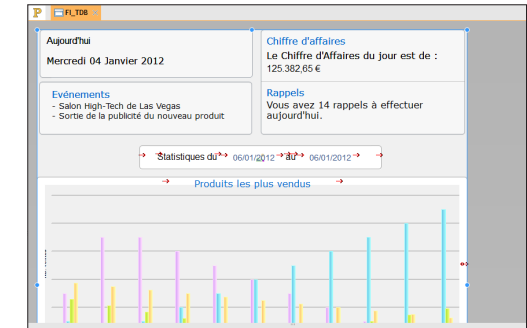 FI_TDB
Aujourd'hui
Mercredi 04 Janvier 2012
Chiffre d'affaires
Le Chiffre d'Affaires du jour est de :
125.382,65 €
Evénements
- Salon High-Tech de Las Vegas
- Sortie de la publicité du nouveau produit
Rappels
Vous avez 14 rappels à effectuer
aujourd'hui.
Statistiques du 06/01/2012 au 06/01/2012
Produits les plus vendus